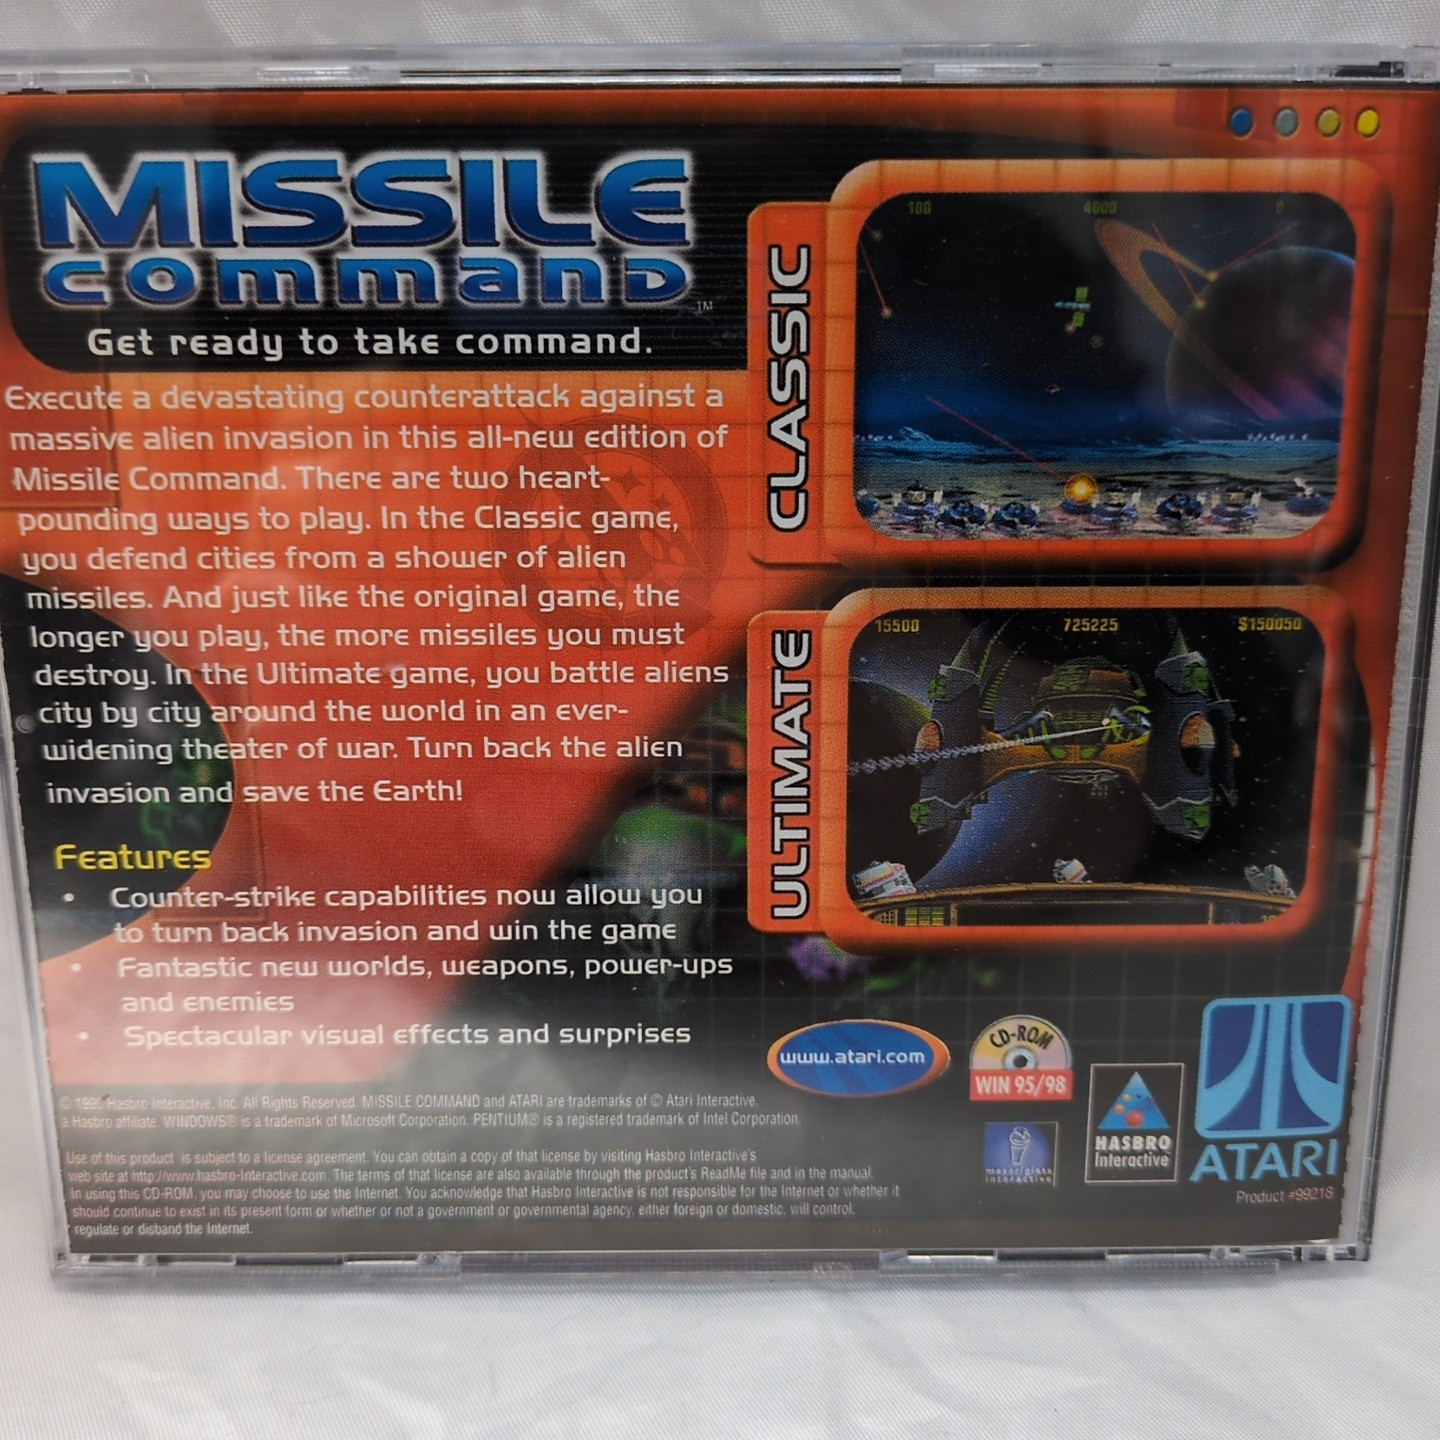 MISSILE
COMMAND
TM
Get ready to take command.
Execute a devastating counterattack against a
massive alien invasion in this all-new edition of
Missile Command. There are two heart-
pounding ways to play. In the Classic game,
you defend cities from a shower of alien
missiles. And just like the original game, the
longer you play, the more missiles you must
destroy. In the Ultimate game, you battle aliens
city by city around the world in an ever-
widening theater of war. Turn back the alien
invasion and save the Earth!
Features
• Counter-strike capabilities now allow you
to turn back invasion and win the game
• Fantastic new worlds, weapons, power-ups
and enemies
• Spectacular visual effects and surprises
CLASSIC
100 4000 0
ULTIMATE
15500 725225 $150050
www.atari.com
CD-ROM
WIN 95/98
HASBRO
Interactive
meyer/glass
interactive
ATARI
Product #99218
© Hasbro Interactive, Inc. All Rights Reserved. MISSILE COMMAND and ATARI are trademarks of © Atari Interactive,
a Hasbro affiliate. WINDOWS® is a trademark of Microsoft Corporation. PENTIUM® is a registered trademark of Intel Corporation.
Use of this product is subject to a license agreement. You can obtain a copy of that license by visiting Hasbro Interactive's
web site at http://www.hasbro-interactive.com. The terms of that license are also available through the product's ReadMe file and in the manual.
In using this CD-ROM, you may choose to use the Internet. You acknowledge that Hasbro Interactive is not responsible for the Internet or whether it
should continue to exist in its present form or whether or not a government or governmental agency, either foreign or domestic, will control,
regulate or disband the Internet.